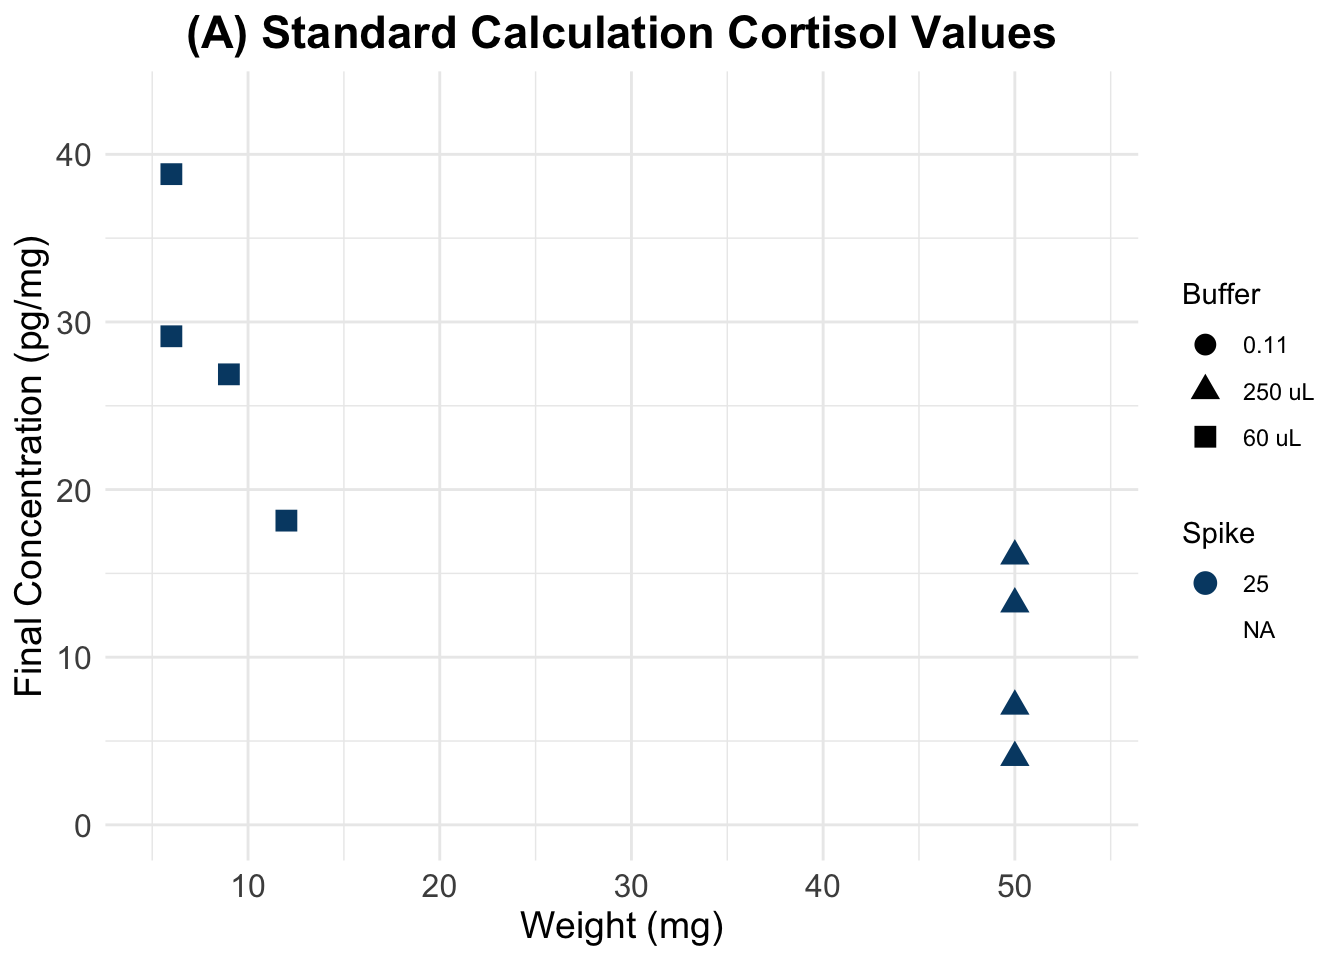 (A) Standard Calculation Cortisol Values
Final Concentration (pg/mg)
40
30
20
10
0
10 20 30 40 50
Weight (mg)
Buffer
0.11
250 uL
60 uL
Spike
25
NA